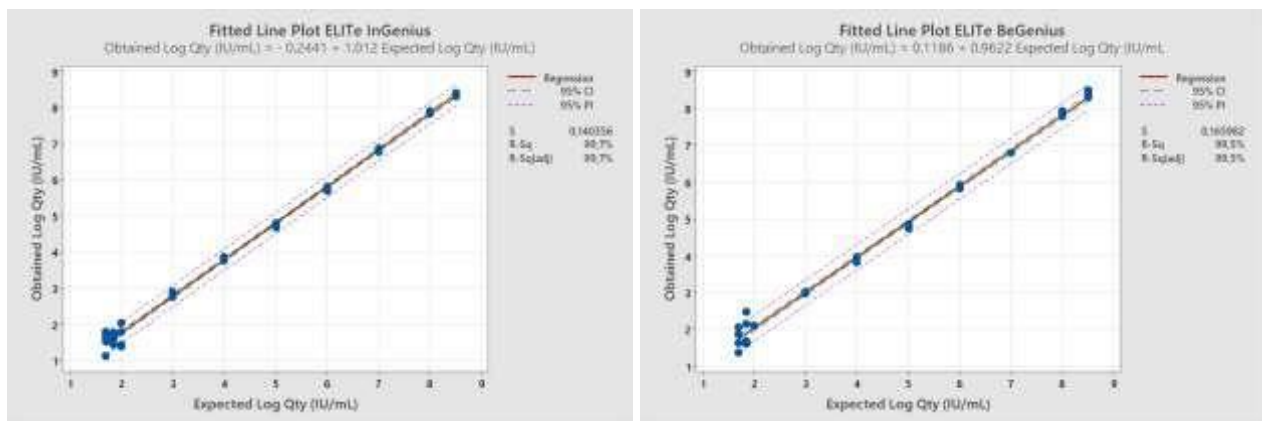 Fitted Line Plot ELITe InGenius
Obtained Log Qty (IU/mL) = - 0.2441 + 1.012 Expected Log Qty (IU/mL)
9
8
7
6
5
4
3
2
1
Obtained Log Qty (IU/mL)
1 2 3 4 5 6 7 8 9
Expected Log Qty (IU/mL)
Regression
95% CI
95% PI
S 0,140356
R-Sq 99,7%
R-Sq(adj) 99,7%
Fitted Line Plot ELITe BeGenius
Obtained Log Qty (IU/mL) = 0.1186 + 0.9622 Expected Log Qty (IU/mL
9
8
7
6
5
4
3
2
1
Obtained Log Qty (IU/mL)
1 2 3 4 5 6 7 8 9
Expected Log Qty (IU/mL)
Regression
95% CI
95% PI
S
R-Sq 99,5%
R-Sq(adj) 99,5%